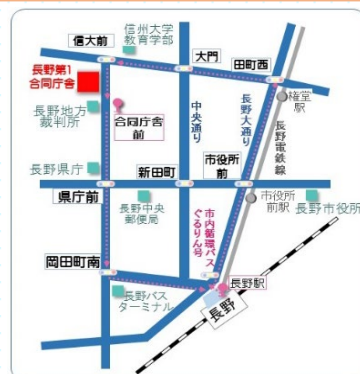 信州大学
教育学部
信大前
大門
田町西
長野第1
合同庁舎
権堂
駅
長野地方
裁判所
合同庁舎
前
中央通り
長野大通り
長野電鉄線
長野県庁
新田町
市役所
前
県庁前
長野中央
郵便局
市内循環バス
ぐるりん号
市役所
前駅
長野市役所
岡田町南
長野バス
ターミナル
長野駅
長野